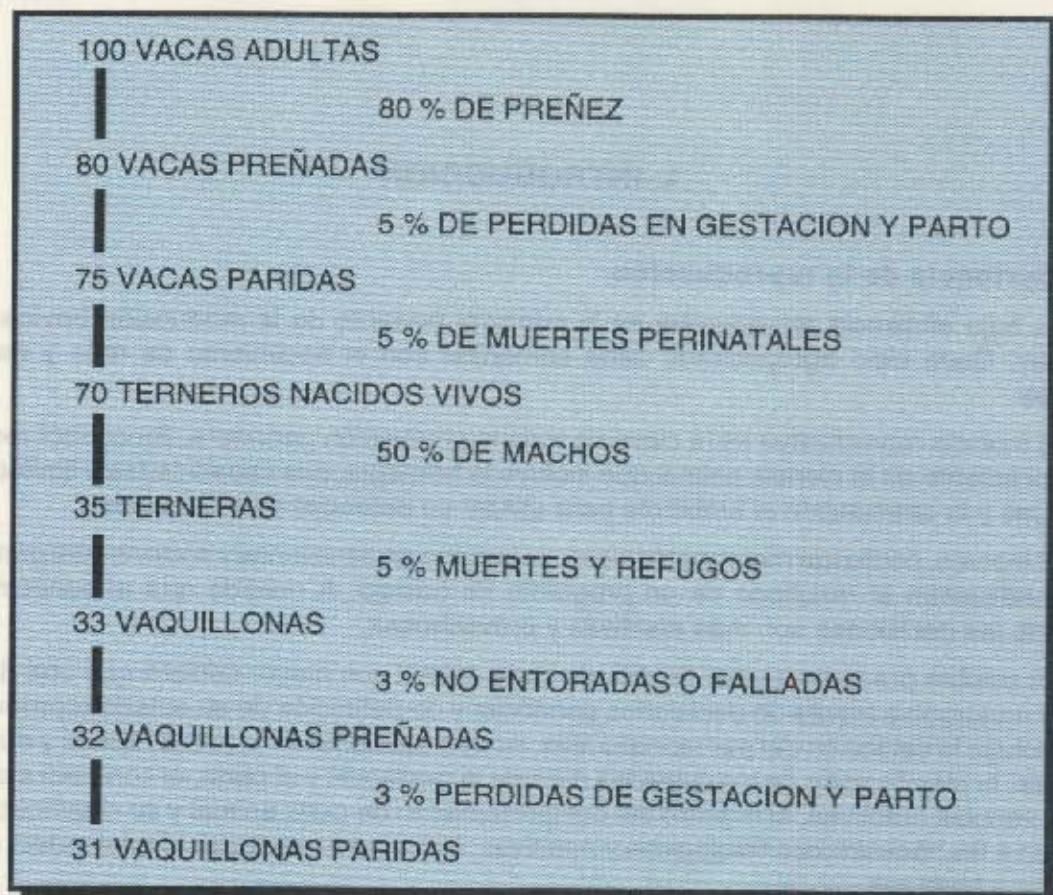 100 VACAS ADULTAS
80 % DE PREÑEZ
80 VACAS PREÑADAS
5 % DE PERDIDAS EN GESTACION Y PARTO
75 VACAS PARIDAS
5 % DE MUERTES PERINATALES
70 TERNEROS NACIDOS VIVOS
50 % DE MACHOS
35 TERNERAS
5 % MUERTES Y REFUGOS
33 VAQUILLONAS
3 % NO ENTORADAS O FALLADAS
32 VAQUILLONAS PREÑADAS
3 % PERDIDAS DE GESTACION Y PARTO
31 VAQUILLONAS PARIDAS